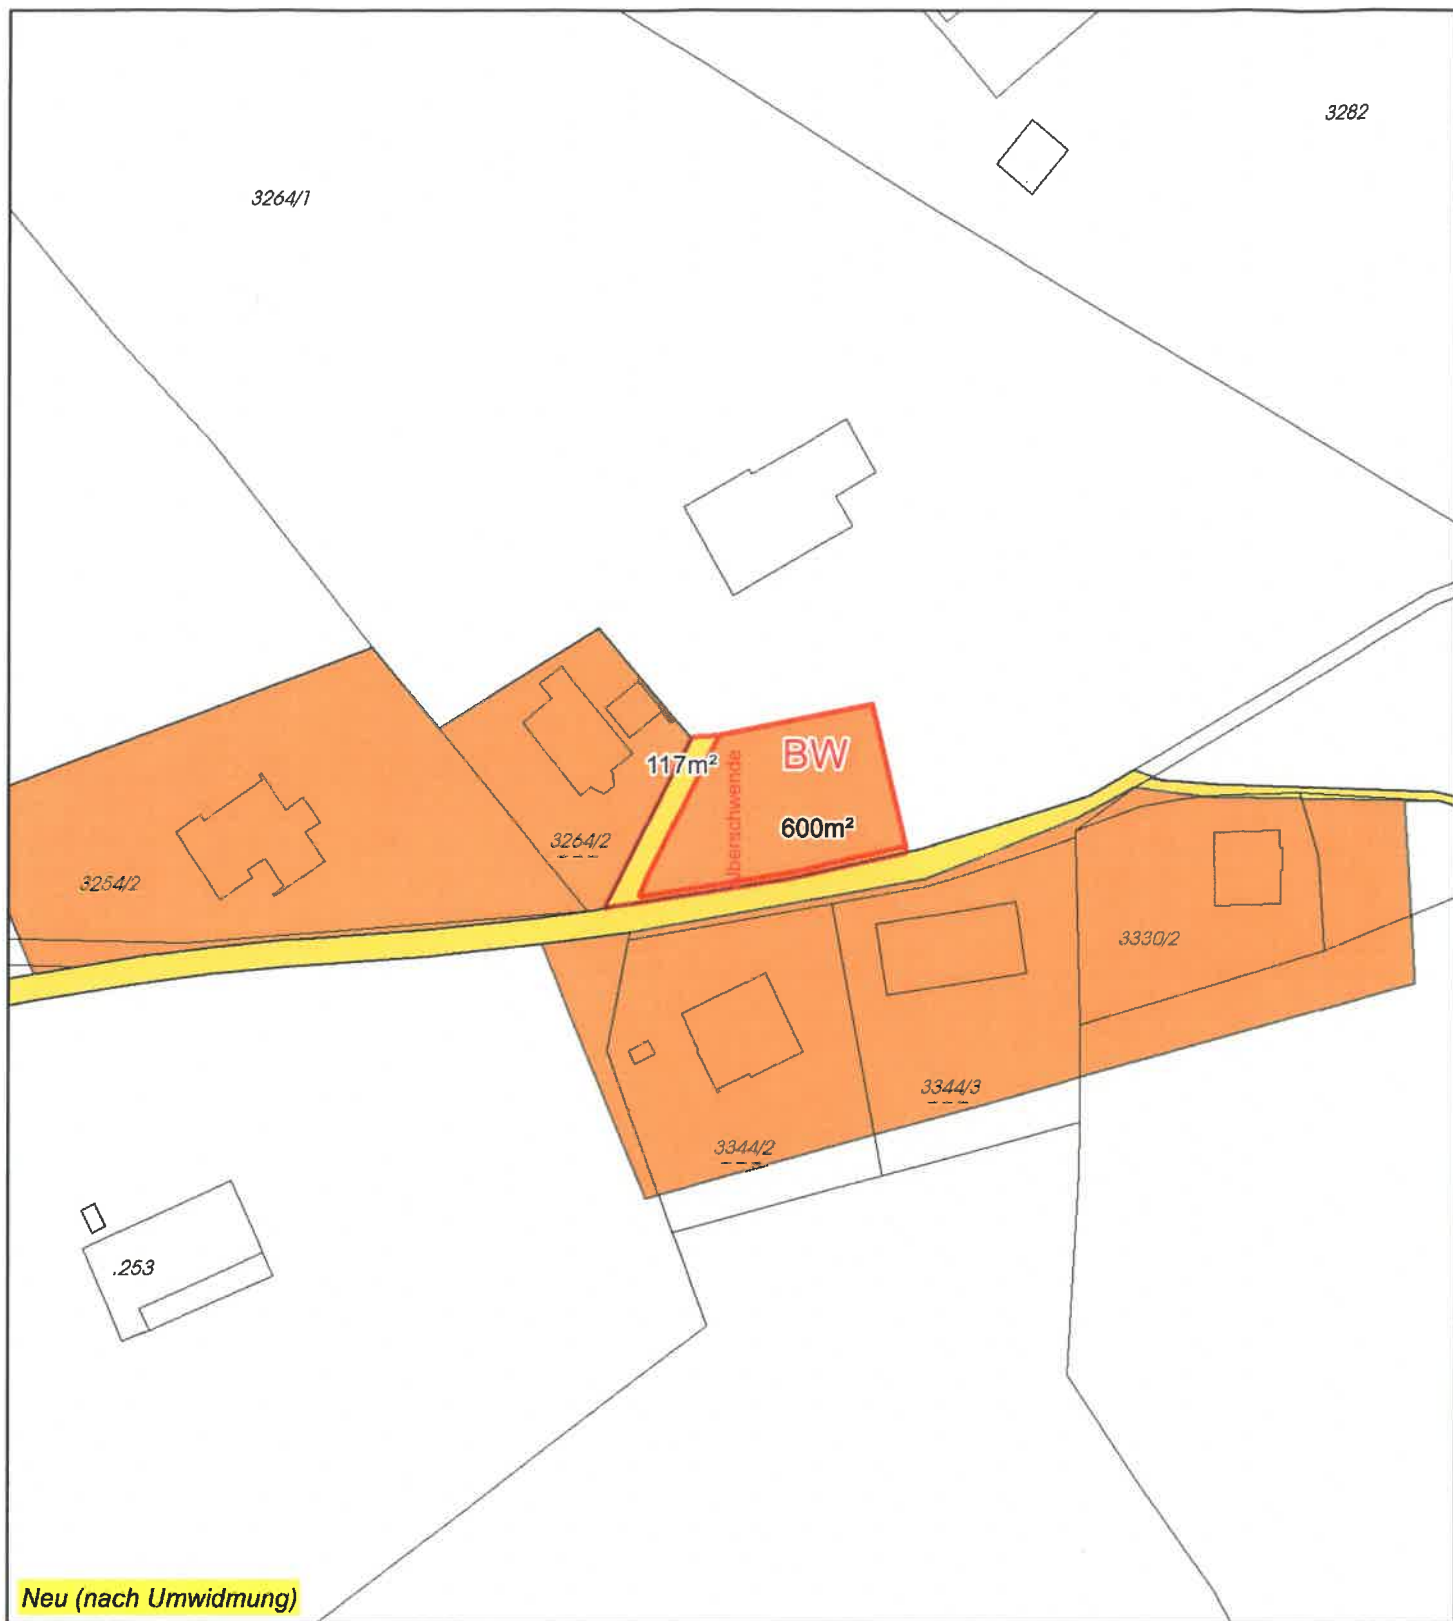 3282
3264/1
BW
117m²
600m²
3264/2
3254/2
3330/2
3344/3
3344/2
.253
Neu (nach Umwidmung)